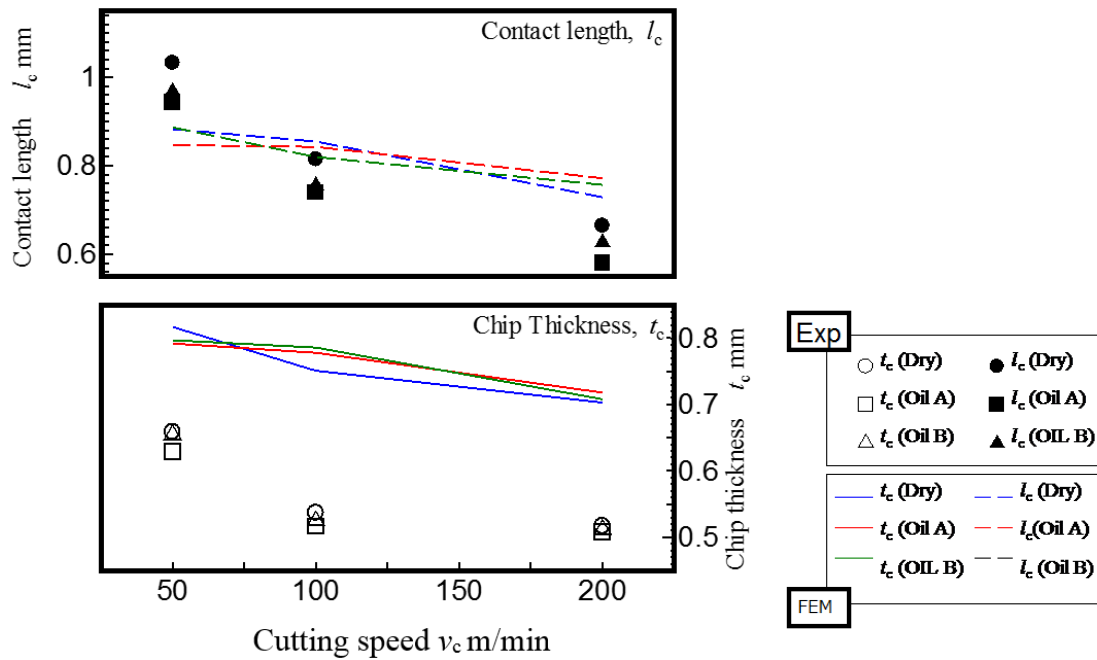 Contact length, lc
Contact length lc mm
1
0.8
0.6
Chip Thickness, tc
0.8
0.7
0.6
0.5
Chip thickness tc mm
50
100
150
200
Cutting speed vc m/min
Exp
tc (Dry) lc (Dry)
tc (Oil A) lc (Oil A)
tc (Oil B) lc (OIL B)
tc (Dry) lc (Dry)
tc (Oil A) lc(Oil A)
tc (OIL B) lc (Oil B)
FEM